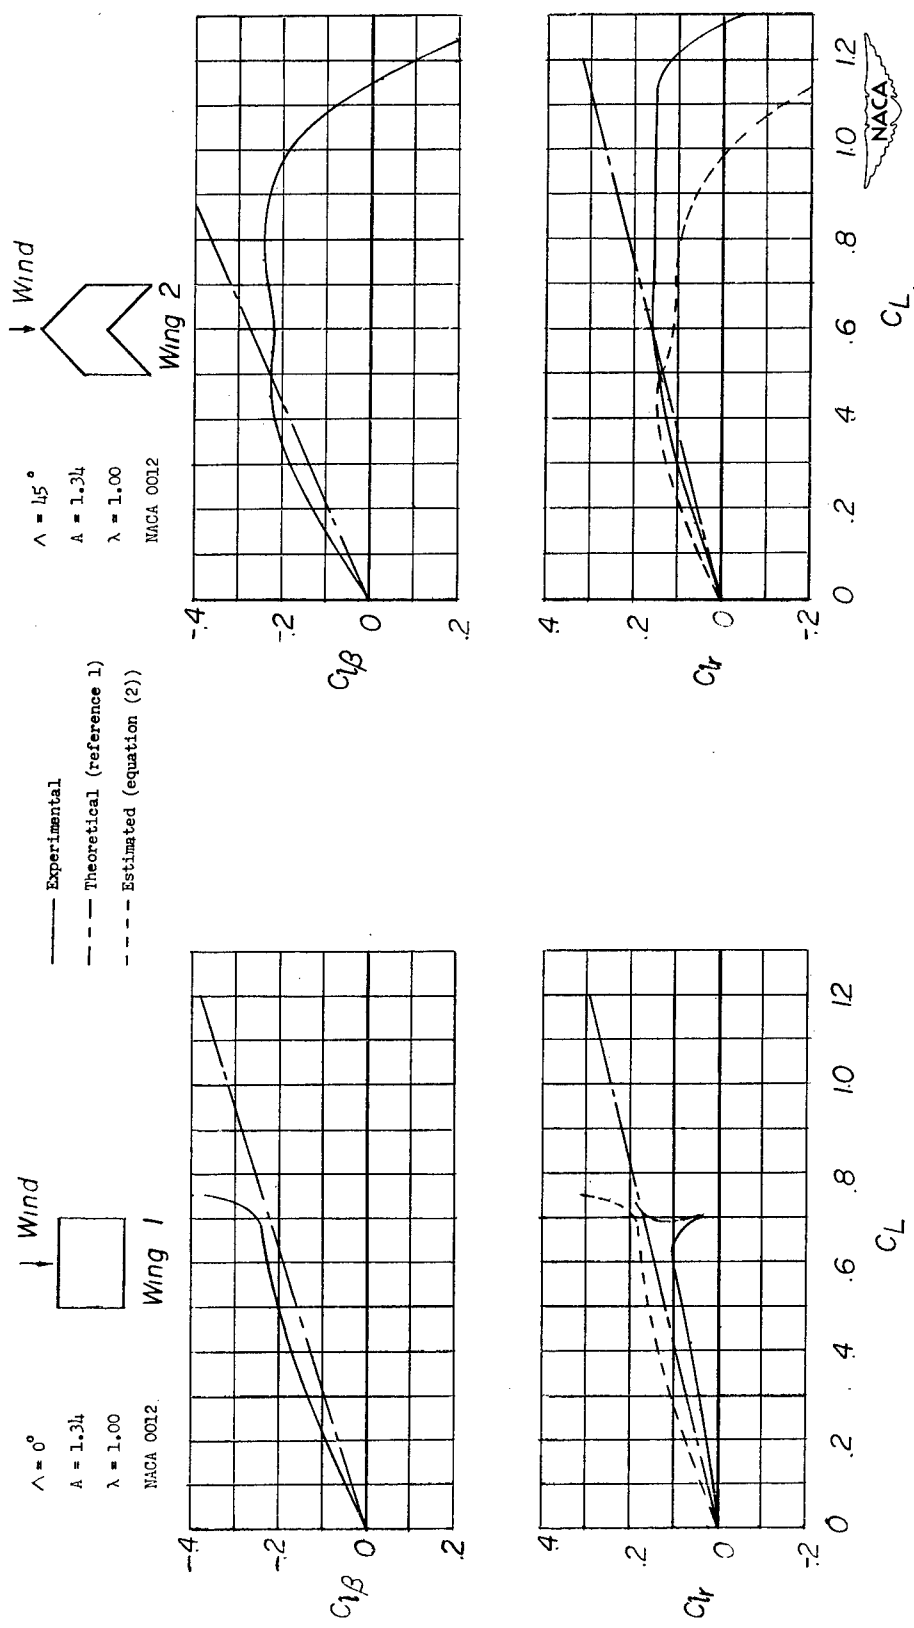 Λ = 0°
A = 1.34
λ = 1.00
NACA 0012
Wind
Wing 1
Experimental
Theoretical (reference 1)
Estimated (equation (2))
Λ = 45°
A = 1.34
λ = 1.00
NACA 0012
Wind
Wing 2
-.4
-.2
0
.2
Clβ
-.4
-.2
0
.2
Clβ
.4
.2
0
-.2
Clr
0 .2 .4 .6 .8 1.0 1.2
CL
.4
.2
0
-.2
Clr
0 .2 .4 .6 .8 1.0 1.2
CL
NACA